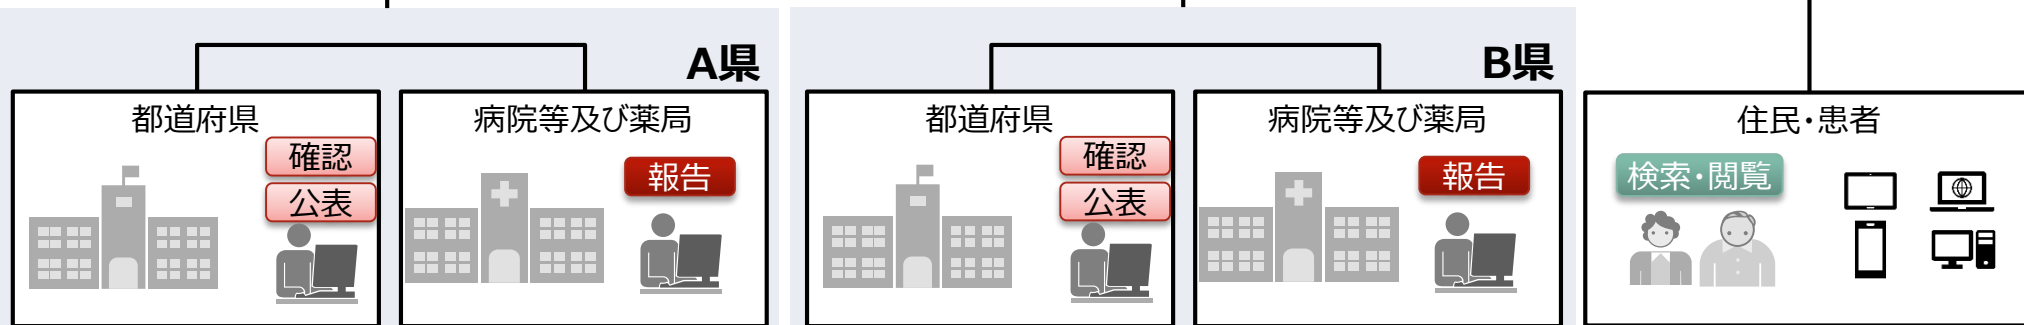 A県
都道府県
確認
公表
病院等及び薬局
報告
B県
都道府県
確認
公表
病院等及び薬局
報告
住民・患者
検索・閲覧